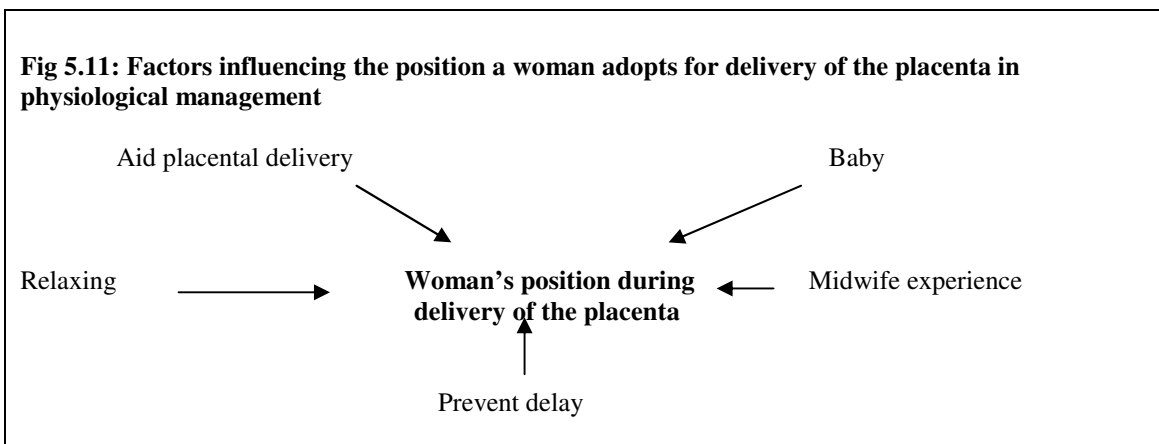 Fig 5.11: Factors influencing the position a woman adopts for delivery of the placenta in
physiological management
Aid placental delivery
Baby
Relaxing
Woman’s position during
delivery of the placenta
Midwife experience
Prevent delay